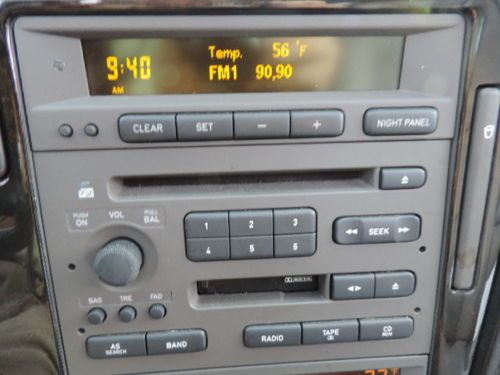 9:40
AM
Temp. 56 °F
FM1 90,90
CLEAR SET - +
NIGHT PANEL
PUSH ON VOL PULL BAL
1 2 3
4 5 6
SEEK
BAS TRE FAD
AS SEARCH BAND
RADIO TAPE CD